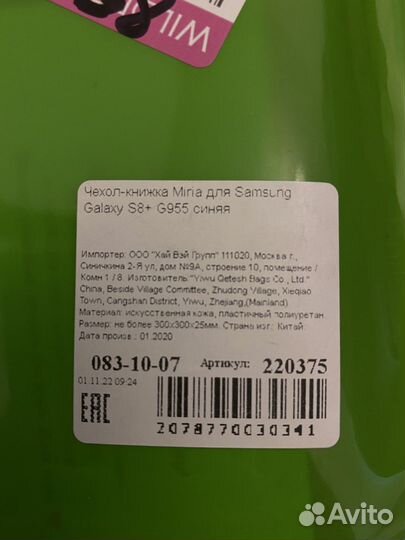 WIL
Чехол-книжка Miria для Samsung
Galaxy S8+ G955 синяя
Импортер: ООО "Хай Вэй Групп" 111020, Москва г.,
Синичкина 2-Я ул, дом №9А, строение 10, помещение /
Комн 1 / 8. Изготовитель:"Yiwu Qetesh Bags Co., Ltd."
China, Beside Village Committee, Zhudong Village, Xieqiao
Town, Cangshan District, Yiwu, Zhejiang,(Mainland)
Материал: искусственная кожа, пластичный полиуретан.
Размер: не более 300х300х25мм. Страна изг.: Китай.
Дата произв.: 01.2020
083-10-07 Артикул: 220375
01.11.22 09:24
EAC
2078770030341
Avito